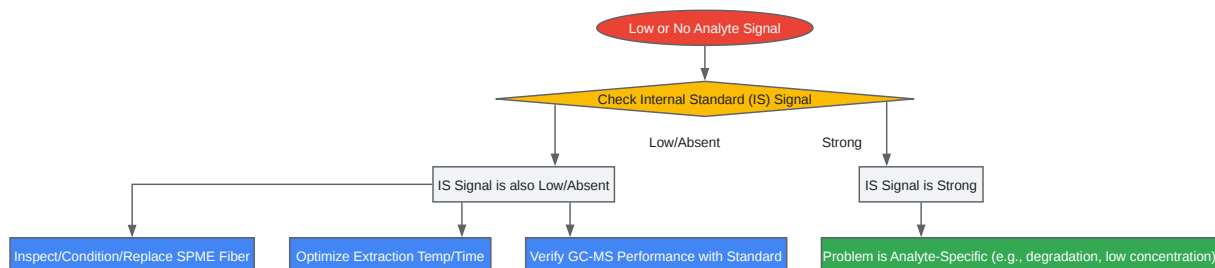 Low or No Analyte Signal
Check Internal Standard (IS) Signal
Low/Absent
Strong
IS Signal is also Low/Absent
IS Signal is Strong
Inspect/Condition/Replace SPME Fiber
Optimize Extraction Temp/Time
Verify GC-MS Performance with Standard
Problem is Analyte-Specific (e.g., degradation, low concentration)